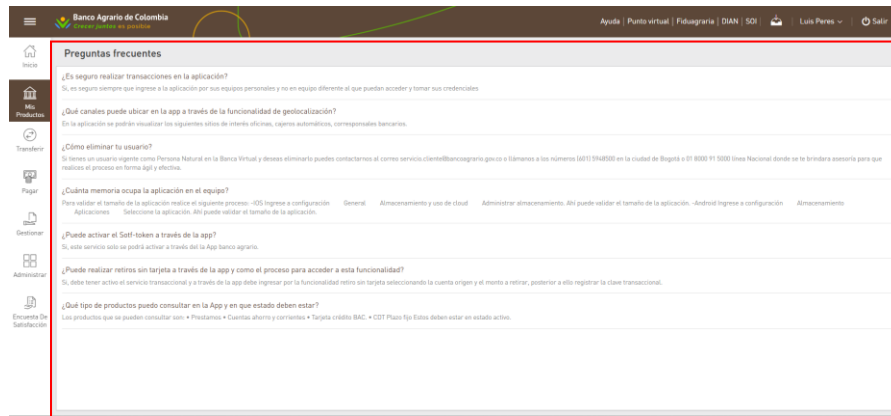 Banco Agrario de Colombia
Crecer juntos es posible
Ayuda | Punto virtual | Fiduagraria | DIAN | SOI | Luis Peres | Salir
Inicio
Mis
Productos
Transferir
Pagar
Gestionar
Administrar
Encuesta De
Satisfacción
Preguntas frecuentes
¿Es seguro realizar transacciones en la aplicación?
Si, es seguro siempre que ingrese a la aplicación por sus equipos personales y no en equipo diferente al que puedan acceder y tomar sus credenciales
¿Qué canales puede ubicar en la app a través de la funcionalidad de geolocalización?
En la aplicación se podrán visualizar los siguientes sitios de interés oficinas, cajeros automáticos, corresponsales bancarios.
¿Cómo eliminar tu usuario?
Si tienes un usuario vigente como Persona Natural en la Banca Virtual y deseas eliminarlo puedes contactarnos al correo servicio.cliente@bancoagrario.gov.co o llámanos a los números (601) 5948500 en la ciudad de Bogotá o 01 8000 91 5000 línea Nacional donde se te brindara asesoría para que
realices el proceso en forma ágil y efectiva.
¿Cuánta memoria ocupa la aplicación en el equipo?
Para validar el tamaño de la aplicación realice el siguiente proceso: -IOS Ingrese a configuración General Almacenamiento y uso de cloud Administrar almacenamiento. Ahí puede validar el tamaño de la aplicación. -Android Ingrese a configuración Almacenamiento
Aplicaciones Seleccione la aplicación. Ahí puede validar el tamaño de la aplicación.
¿Puede activar el Sotf-token a través de la app?
Si, este servicio solo se podrá activar a través del la App banco agrario.
¿Puede realizar retiros sin tarjeta a través de la app y como el proceso para acceder a esta funcionalidad?
Si, debe tener activo el servicio transaccional y a través de la app debe ingresar por la funcionalidad retiro sin tarjeta seleccionando la cuenta origen y el monto a retirar, posterior a ello registrar la clave transaccional.
¿Qué tipo de productos puedo consultar en la App y en que estado deben estar?
Los productos que se pueden consultar son: • Prestamos • Cuentas ahorro y corrientes • Tarjeta crédito BAC. • CDT Plazo fijo Estos deben estar en estado activo.